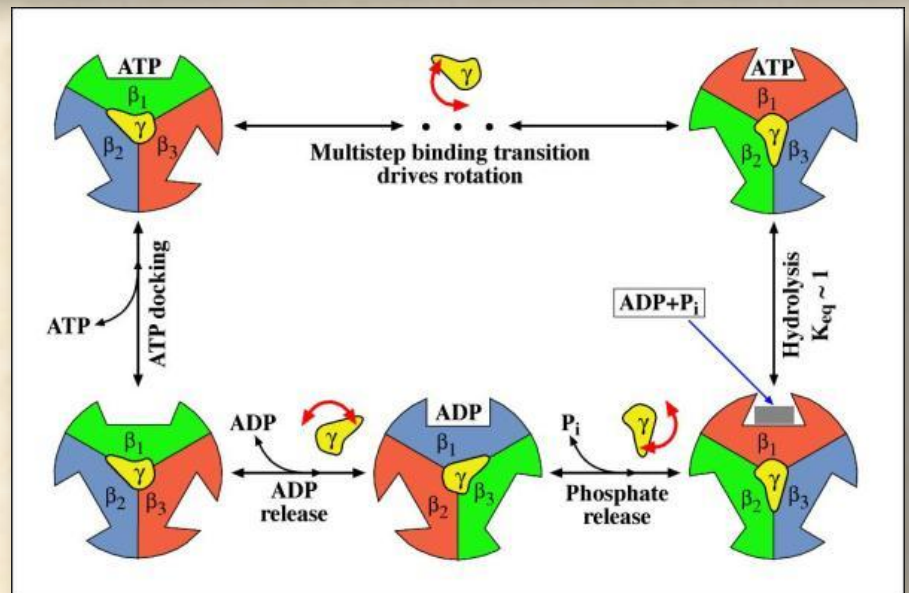 ATP
β1
γ
β2
β3
Multistep binding transition
drives rotation
γ
ATP
β1
γ
β2
β3
ATP docking
ATP
Hydrolysis
Keq ~ 1
ADP+Pi
β1
γ
β2
β3
ADP
γ
ADP
release
ADP
β1
γ
β2
β3
Pi
γ
Phosphate
release
β1
γ
β2
β3